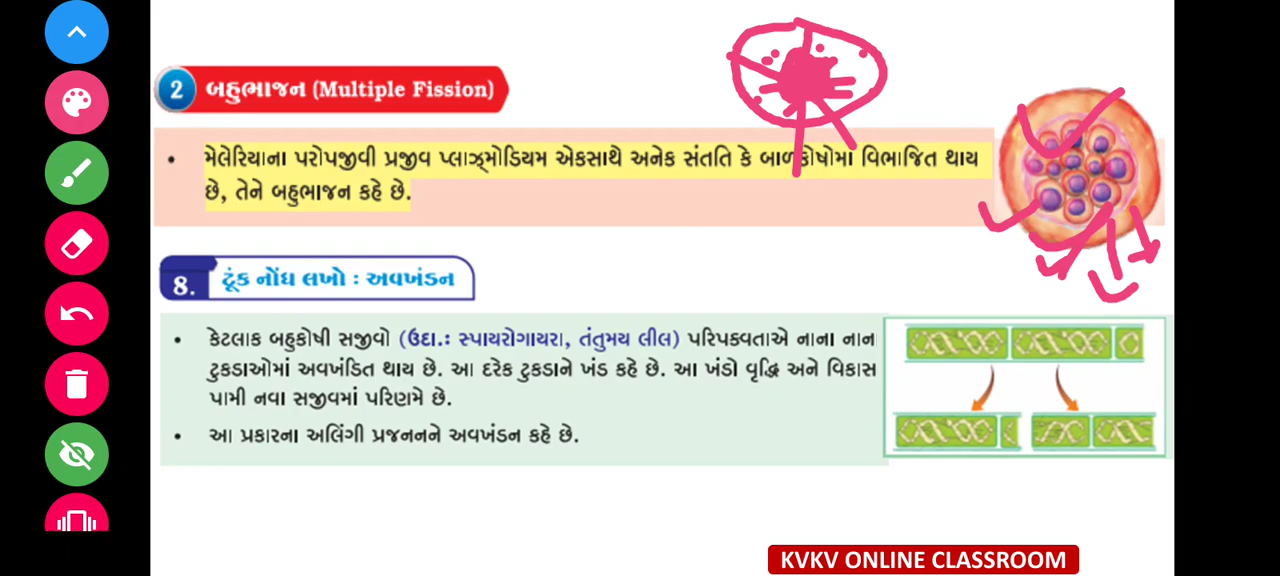 2 બહુભાજન (Multiple Fission)
• મેલેરિયાના પરોપજીવી પ્રજીવ પ્લાઝ્મોડિયમ એકસાથે અનેક સંતતિ કે બાળકોષોમાં વિભાજિત થાય
છે, તેને બહુભાજન કહે છે.
8. ટૂંક નોંધ લખો : અવખંડન
• કેટલાક બહુકોષી સજીવો (ઉદા.: સ્પાયરોગાયરા, તંતુમય લીલ) પરિપક્વતાએ નાના નાન
ટુકડાઓમાં અવખંડિત થાય છે. આ દરેક ટુકડાને ખંડ કહે છે. આ ખંડો વૃદ્ધિ અને વિકાસ
પામી નવા સજીવમાં પરિણમે છે.
• આ પ્રકારના અલિંગી પ્રજનનને અવખંડન કહે છે.
KVKV ONLINE CLASSROOM